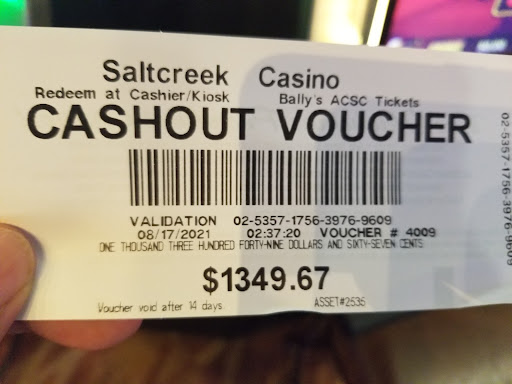 Saltcreek Casino
Redeem at Cashier/Kiosk Bally's ACSC Tickets
CASHOUT VOUCHER
VALIDATION 02-5357-1756-3976-9609
08/17/2021 02:37:20 VOUCHER # 4009
ONE THOUSAND THREE HUNDRED FORTY-NINE DOLLARS AND SIXTY-SEVEN CENTS
$1349.67
Voucher void after 14 days ASSET#2535
02-5357-1756-3976-9609